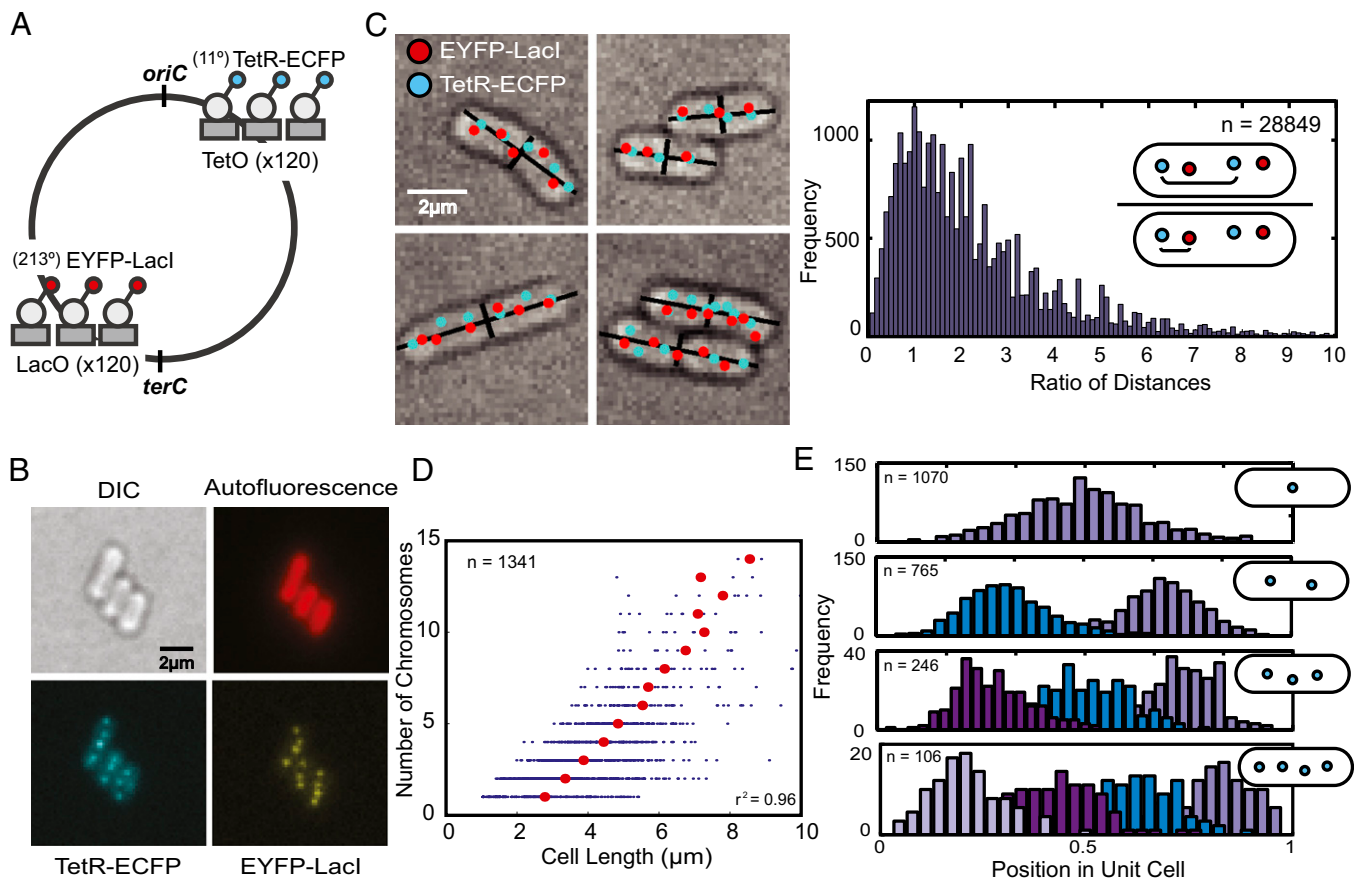 A
oriC
(11º) TetR-ECFP
TetO (x120)
(213º) EYFP-LacI
LacO (x120)
terC
B
DIC
Autofluorescence
2µm
TetR-ECFP
EYFP-LacI
C
EYFP-LacI
TetR-ECFP
2µm
n = 28849
Frequency
1000
500
0
0 1 2 3 4 5 6 7 8 9 10
Ratio of Distances
D
n = 1341
Number of Chromosomes
15
10
5
0
r² = 0.96
0 2 4 6 8 10
Cell Length (µm)
E
Frequency
150
n = 1070
0
150
n = 765
0
40
n = 246
0
20
n = 106
0
0 0.5 1
Position in Unit Cell